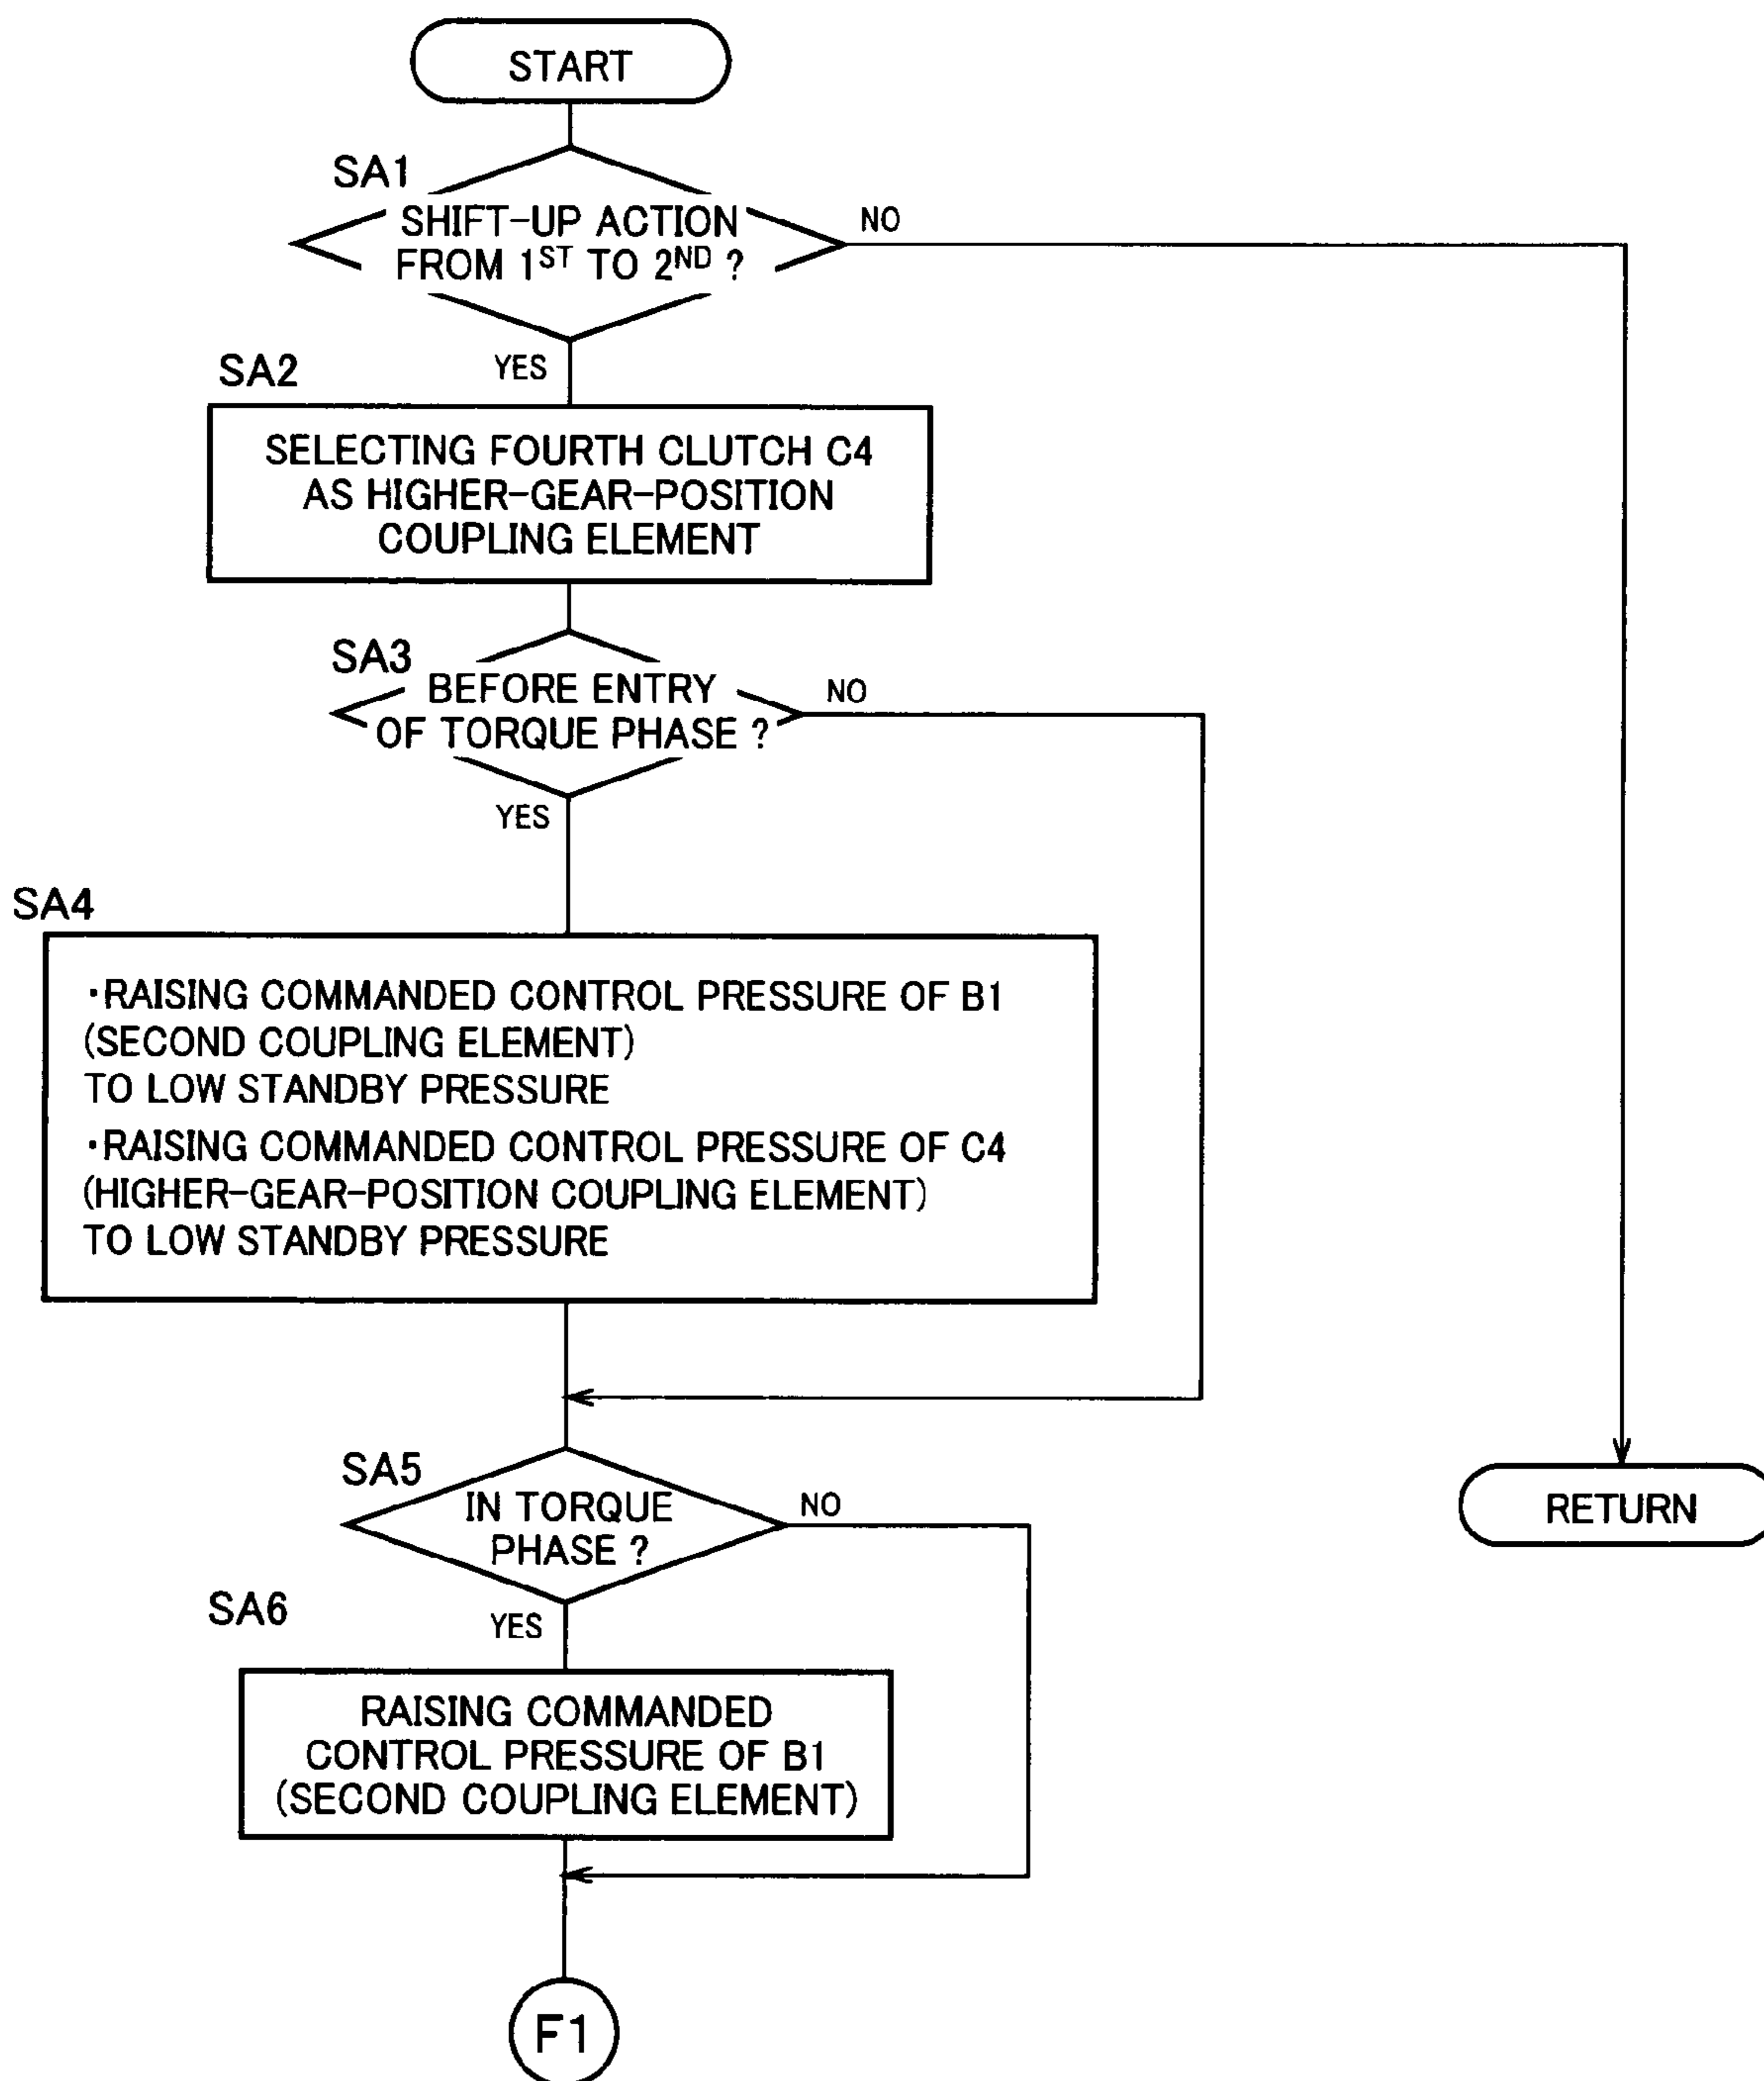 START
SA1
SHIFT-UP ACTION
FROM 1ST TO 2ND ?
NO
YES
SA2
SELECTING FOURTH CLUTCH C4
AS HIGHER-GEAR-POSITION
COUPLING ELEMENT
SA3
BEFORE ENTRY
OF TORQUE PHASE ?
NO
YES
SA4
·RAISING COMMANDED CONTROL PRESSURE OF B1
(SECOND COUPLING ELEMENT)
TO LOW STANDBY PRESSURE
·RAISING COMMANDED CONTROL PRESSURE OF C4
(HIGHER-GEAR-POSITION COUPLING ELEMENT)
TO LOW STANDBY PRESSURE
SA5
IN TORQUE
PHASE ?
NO
RETURN
YES
SA6
RAISING COMMANDED
CONTROL PRESSURE OF B1
(SECOND COUPLING ELEMENT)
F1